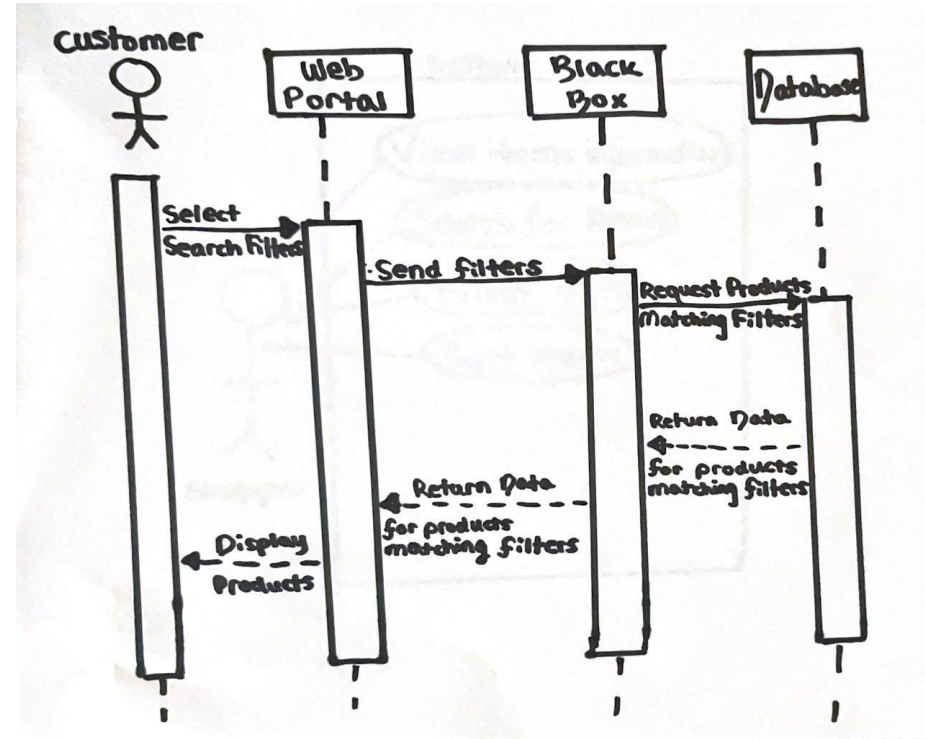 customer
Web
Portal
Black
Box
Database
Select
Search Filters
Send filters
Request Products
Matching Filters
Return Data
for products
matching filters
Return Data
for products
matching filters
Display
Products